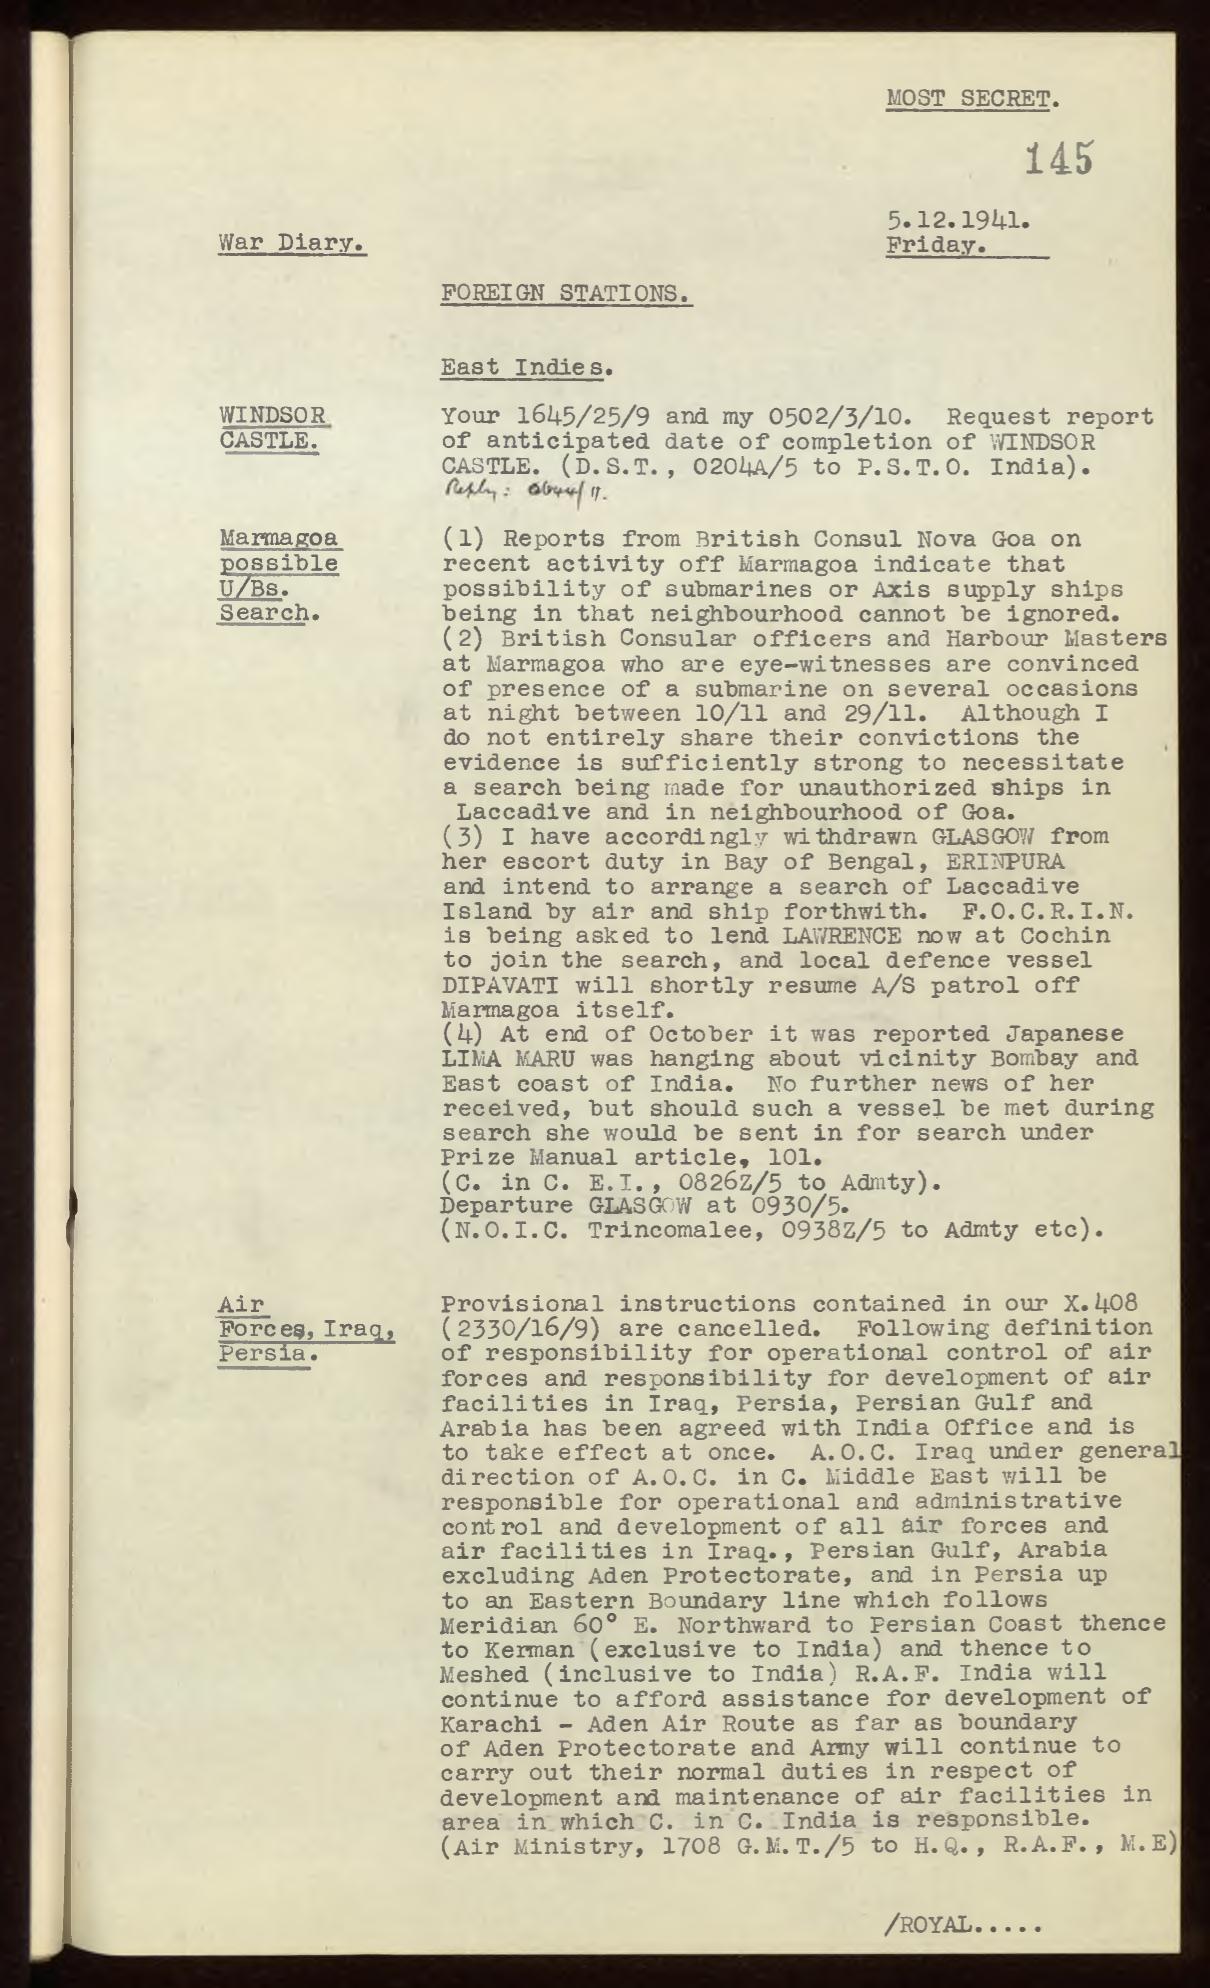 MOST SECRET.
145
5.12.1941.
War Diary.
Friday.
FOREIGN STATIONS.
East Indies.
WINDSOR
CASTLE.
Your 1645/25/9 and my 0502/3/10. Request report
of anticipated date of completion of WINDSOR
CASTLE. (D.S.T., 0204A/5 to P.S.T.O. India).
Reply: 0644/11.
Marmagoa
possible
U/Bs.
Search.
(1) Reports from British Consul Nova Goa on
recent activity off Marmagoa indicate that
possibility of submarines or Axis supply ships
being in that neighbourhood cannot be ignored.
(2) British Consular officers and Harbour Masters
at Marmagoa who are eye-witnesses are convinced
of presence of a submarine on several occasions
at night between 10/11 and 29/11. Although I
do not entirely share their convictions the
evidence is sufficiently strong to necessitate
a search being made for unauthorized ships in
Laccadive and in neighbourhood of Goa.
(3) I have accordingly withdrawn GLASGOW from
her escort duty in Bay of Bengal, ERINPURA
and intend to arrange a search of Laccadive
Island by air and ship forthwith. F.O.C.R.I.N.
is being asked to lend LAWRENCE now at Cochin
to join the search, and local defence vessel
DIPAVATI will shortly resume A/S patrol off
Marmagoa itself.
(4) At end of October it was reported Japanese
LIMA MARU was hanging about vicinity Bombay and
East coast of India. No further news of her
received, but should such a vessel be met during
search she would be sent in for search under
Prize Manual article, 101.
(C. in C. E.I., 0826Z/5 to Admty).
Departure GLASGOW at 0930/5.
(N.O.I.C. Trincomalee, 0938Z/5 to Admty etc).
Air
Forces, Iraq,
Persia.
Provisional instructions contained in our X.408
(2330/16/9) are cancelled. Following definition
of responsibility for operational control of air
forces and responsibility for development of air
facilities in Iraq, Persia, Persian Gulf and
Arabia has been agreed with India Office and is
to take effect at once. A.O.C. Iraq under general
direction of A.O.C. in C. Middle East will be
responsible for operational and administrative
control and development of all air forces and
air facilities in Iraq., Persian Gulf, Arabia
excluding Aden Protectorate, and in Persia up
to an Eastern Boundary line which follows
Meridian 60° E. Northward to Persian Coast thence
to Kerman (exclusive to India) and thence to
Meshed (inclusive to India) R.A.F. India will
continue to afford assistance for development of
Karachi - Aden Air Route as far as boundary
of Aden Protectorate and Army will continue to
carry out their normal duties in respect of
development and maintenance of air facilities in
area in which C. in C. India is responsible.
(Air Ministry, 1708 G.M.T./5 to H.Q., R.A.F., M.E)
/ROYAL.....